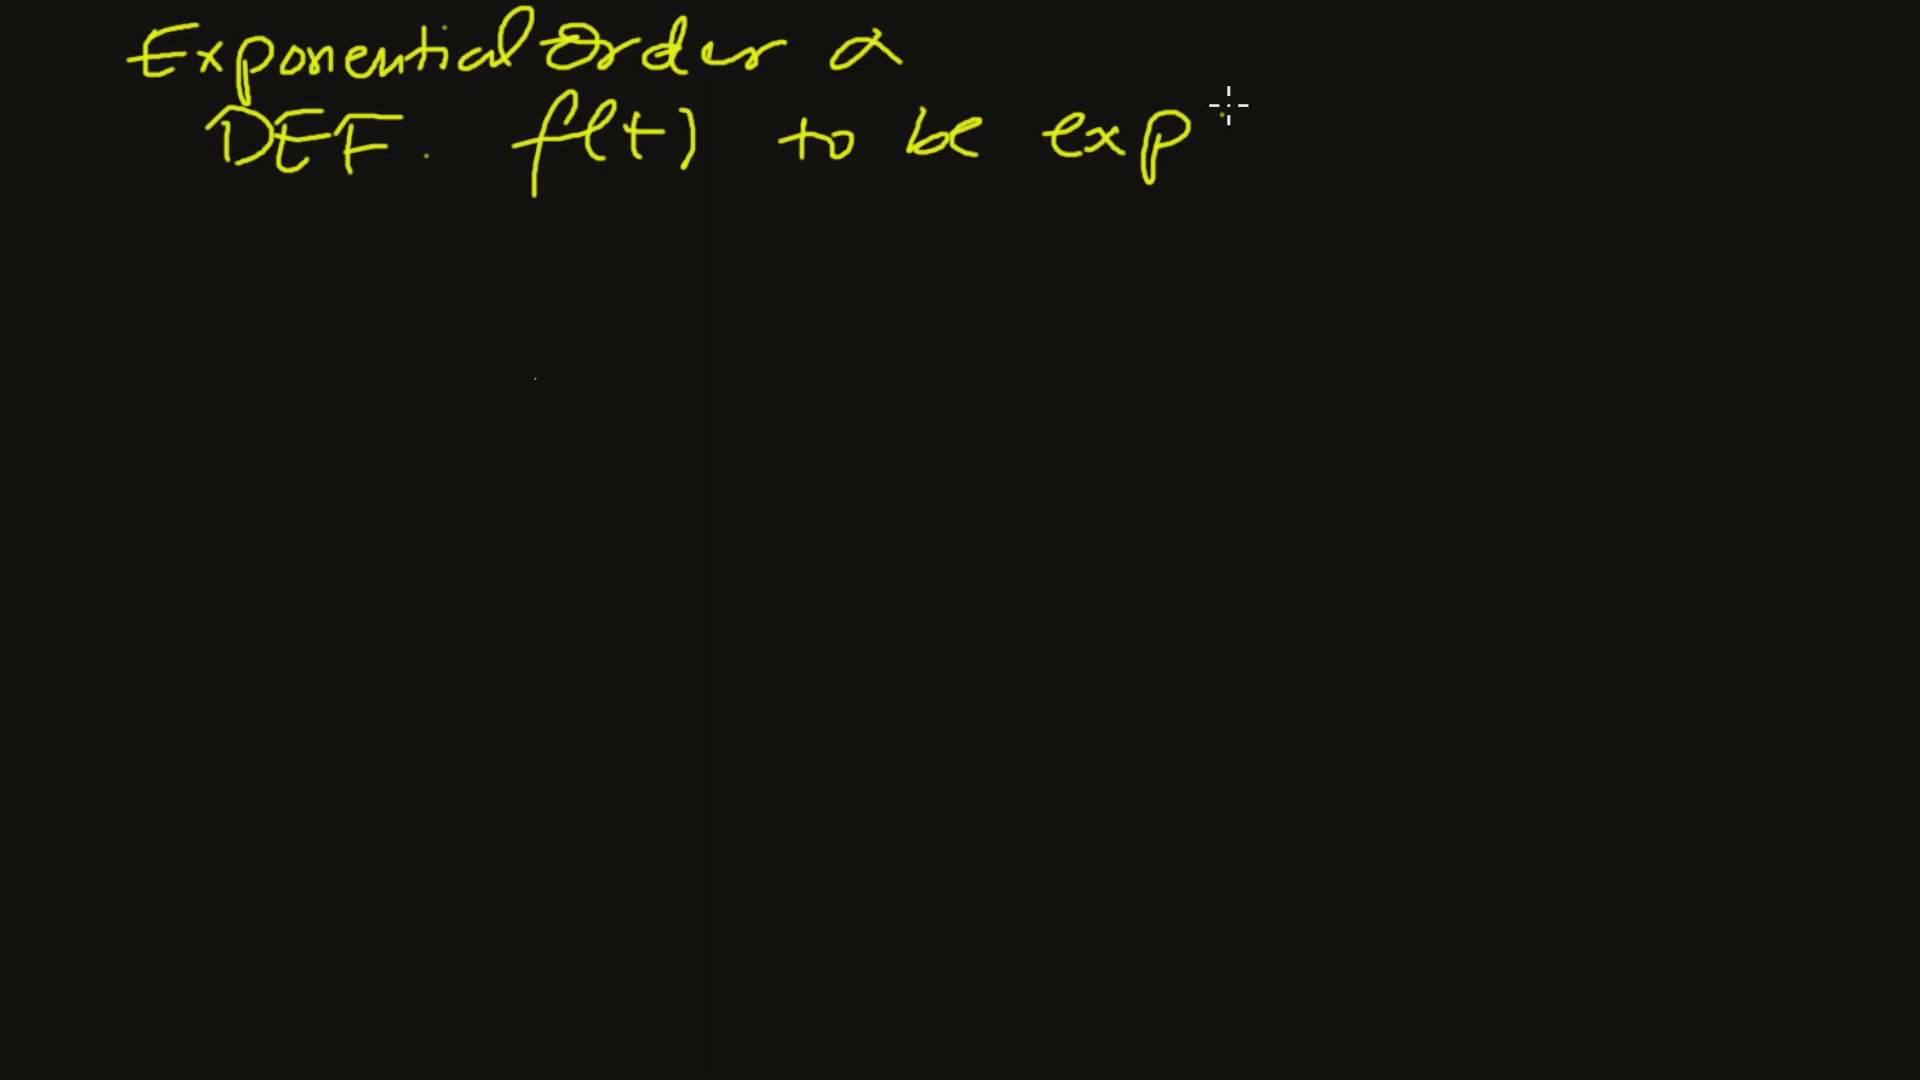 Exponential Order α
DEF. f(t) to be exp